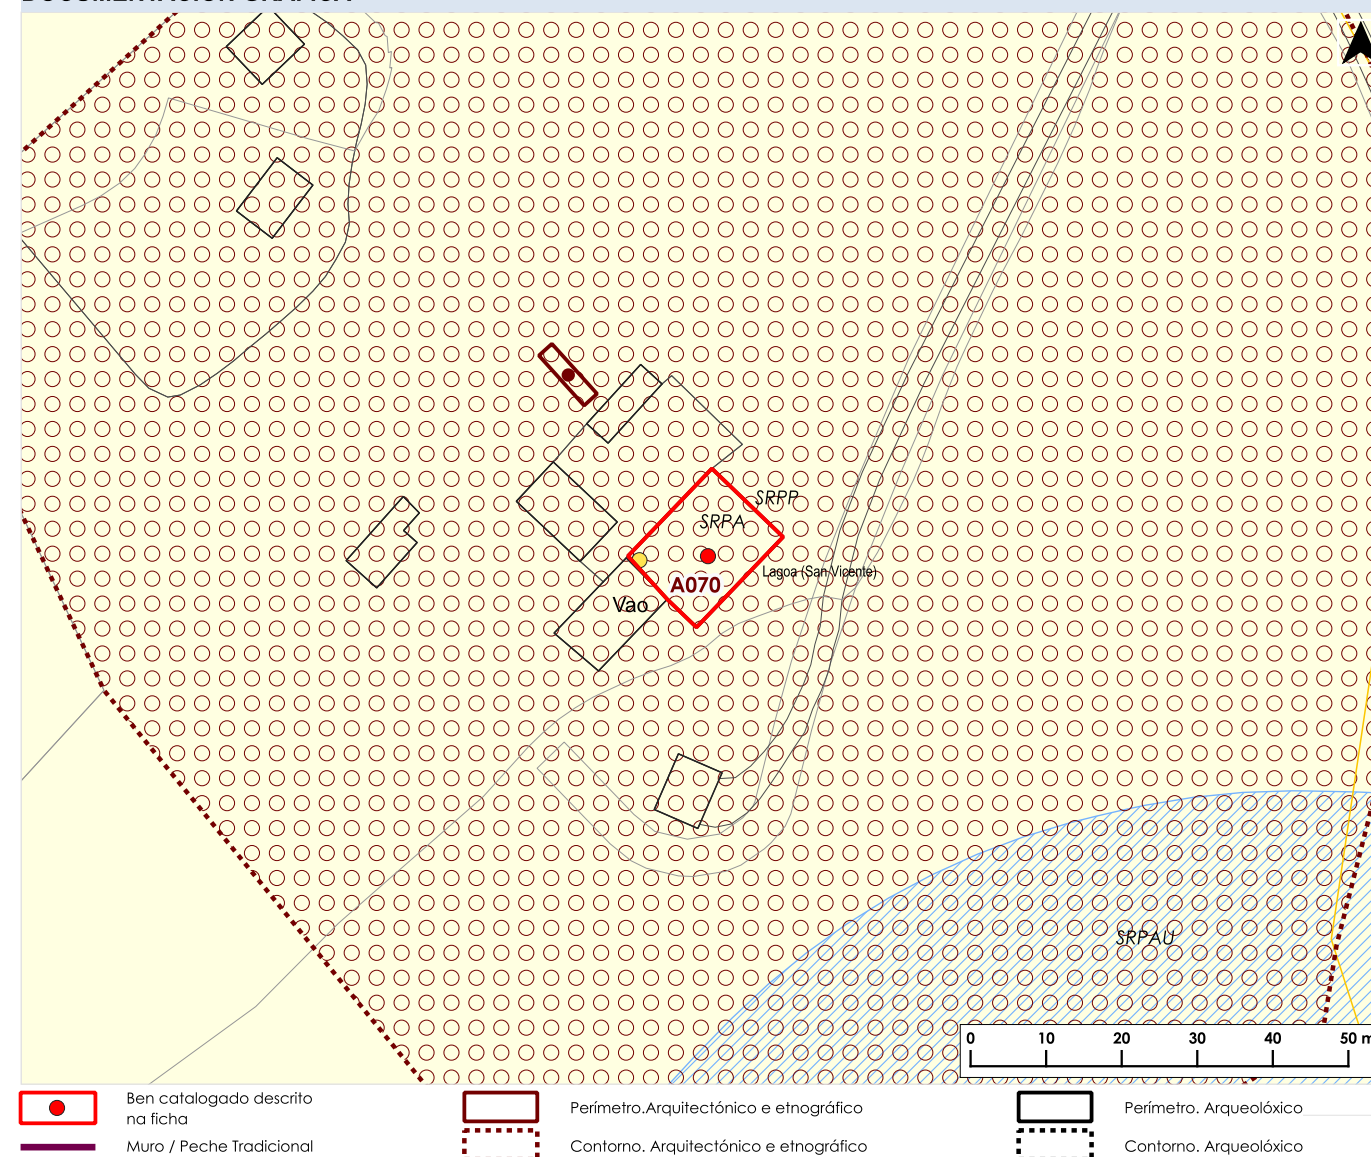 SRPP
SRPA
Lagoa (San Vicente)
A070
Vao
SRPAU
0 10 20 30 40 50 m
Ben catalogado descrito
na ficha
Perímetro.Arquitectónico e etnográfico
Perímetro. Arqueolóxico
Muro / Peche Tradicional
Contorno. Arquitectónico e etnográfico
Contorno. Arqueolóxico